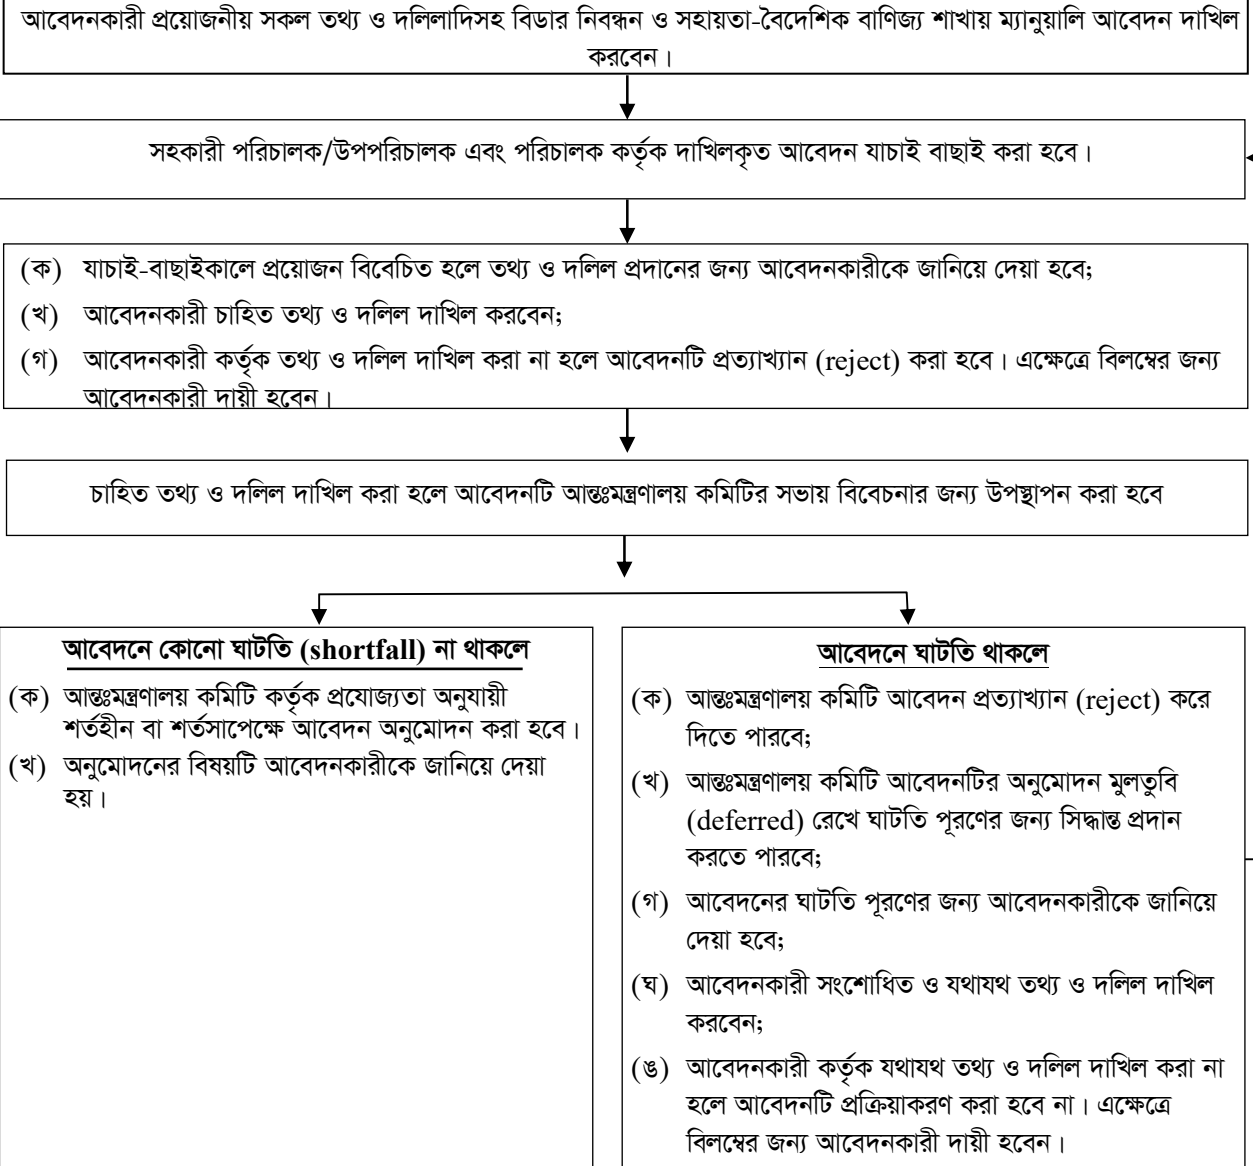 আবেদনকারী প্রয়োজনীয় সকল তথ্য ও দলিলাদিসহ বিডার নিবন্ধন ও সহায়তা-বৈদেশিক বাণিজ্য শাখায় ম্যানুয়ালি আবেদন দাখিল
করবেন।
সহকারী পরিচালক/উপপরিচালক এবং পরিচালক কর্তৃক দাখিলকৃত আবেদন যাচাই বাছাই করা হবে।
(ক) যাচাই-বাছাইকালে প্রয়োজন বিবেচিত হলে তথ্য ও দলিল প্রদানের জন্য আবেদনকারীকে জানিয়ে দেয়া হবে;
(খ) আবেদনকারী চাহিত তথ্য ও দলিল দাখিল করবেন;
(গ) আবেদনকারী কর্তৃক তথ্য ও দলিল দাখিল করা না হলে আবেদনটি প্রত্যাখ্যান (reject) করা হবে। এক্ষেত্রে বিলম্বের জন্য
আবেদনকারী দায়ী হবেন।
চাহিত তথ্য ও দলিল দাখিল করা হলে আবেদনটি আন্তঃমন্ত্রণালয় কমিটির সভায় বিবেচনার জন্য উপস্থাপন করা হবে
আবেদনে কোনো ঘাটতি (shortfall) না থাকলে
(ক) আন্তঃমন্ত্রণালয় কমিটি কর্তৃক প্রযোজ্যতা অনুযায়ী
শর্তহীন বা শর্তসাপেক্ষে আবেদন অনুমোদন করা হবে।
(খ) অনুমোদনের বিষয়টি আবেদনকারীকে জানিয়ে দেয়া
হয়।
আবেদনে ঘাটতি থাকলে
(ক) আন্তঃমন্ত্রণালয় কমিটি আবেদন প্রত্যাখ্যান (reject) করে
দিতে পারবে;
(খ) আন্তঃমন্ত্রণালয় কমিটি আবেদনটির অনুমোদন মুলতুবি
(deferred) রেখে ঘাটতি পূরণের জন্য সিদ্ধান্ত প্রদান
করতে পারবে;
(গ) আবেদনের ঘাটতি পূরণের জন্য আবেদনকারীকে জানিয়ে
দেয়া হবে;
(ঘ) আবেদনকারী সংশোধিত ও যথাযথ তথ্য ও দলিল দাখিল
করবেন;
(ঙ) আবেদনকারী কর্তৃক যথাযথ তথ্য ও দলিল দাখিল করা না
হলে আবেদনটি প্রক্রিয়াকরণ করা হবে না। এক্ষেত্রে
বিলম্বের জন্য আবেদনকারী দায়ী হবেন।